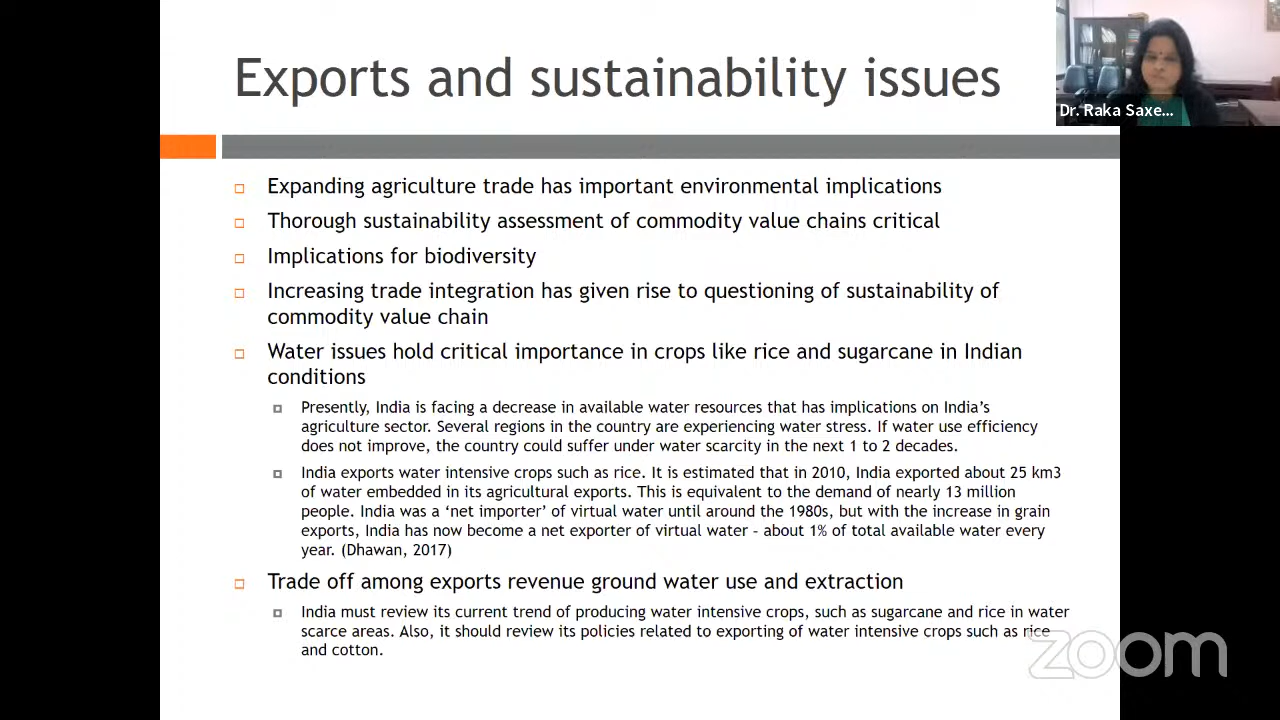 Exports and sustainability issues
Dr. Raka Saxe...
Expanding agriculture trade has important environmental implications
Thorough sustainability assessment of commodity value chains critical
Implications for biodiversity
Increasing trade integration has given rise to questioning of sustainability of
commodity value chain
Water issues hold critical importance in crops like rice and sugarcane in Indian
conditions
Presently, India is facing a decrease in available water resources that has implications on India's
agriculture sector. Several regions in the country are experiencing water stress. If water use efficiency
does not improve, the country could suffer under water scarcity in the next 1 to 2 decades.
India exports water intensive crops such as rice. It is estimated that in 2010, India exported about 25 km3
of water embedded in its agricultural exports. This is equivalent to the demand of nearly 13 million
people. India was a 'net importer' of virtual water until around the 1980s, but with the increase in grain
exports, India has now become a net exporter of virtual water – about 1% of total available water every
year. (Dhawan, 2017)
Trade off among exports revenue ground water use and extraction
India must review its current trend of producing water intensive crops, such as sugarcane and rice in water
scarce areas. Also, it should review its policies related to exporting of water intensive crops such as rice
and cotton.
zoom